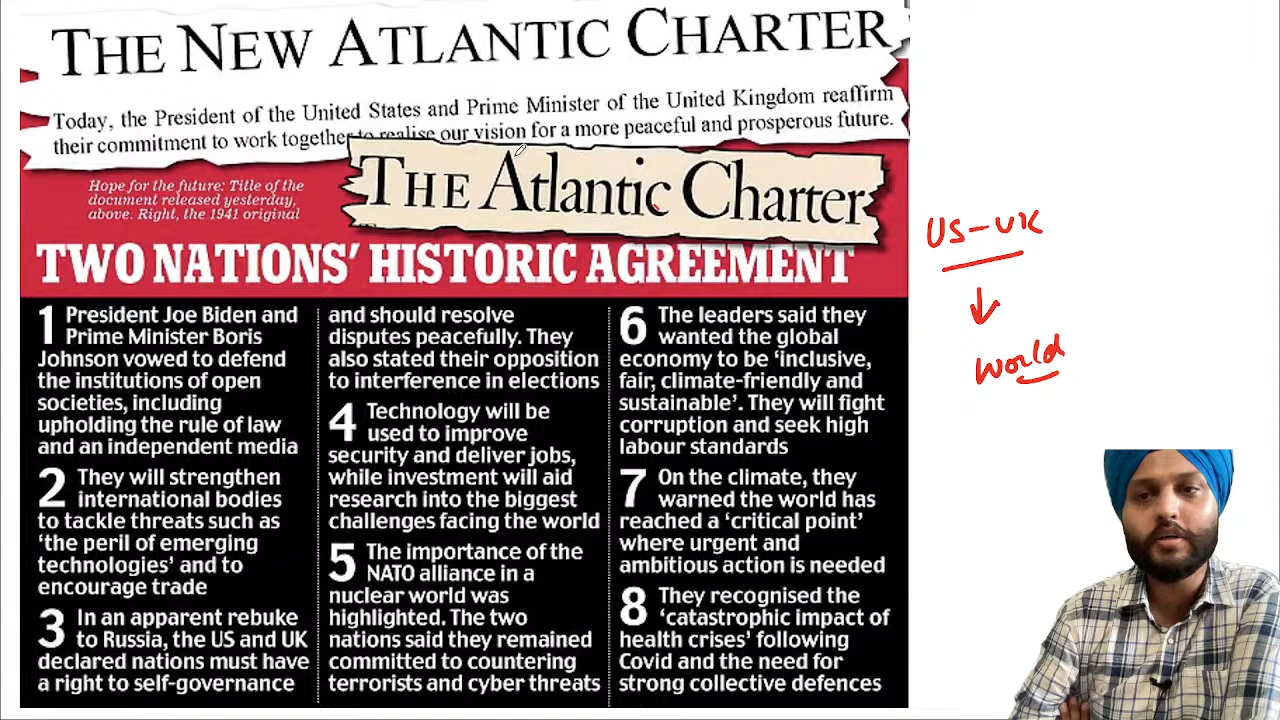 THE NEW ATLANTIC CHARTER
Today, the President of the United States and Prime Minister of the United Kingdom reaffirm
their commitment to work together to realise our vision for a more peaceful and prosperous future.
Hope for the future: Title of the
document released yesterday,
above. Right, the 1941 original
THE Atlantic Charter
TWO NATIONS' HISTORIC AGREEMENT
1 President Joe Biden and
Prime Minister Boris
Johnson vowed to defend
the institutions of open
societies, including
upholding the rule of law
and an independent media
2 They will strengthen
international bodies
to tackle threats such as
'the peril of emerging
technologies' and to
encourage trade
3 In an apparent rebuke
to Russia, the US and UK
declared nations must have
a right to self-governance
and should resolve
disputes peacefully. They
also stated their opposition
to interference in elections
4 Technology will be
used to improve
security and deliver jobs,
while investment will aid
research into the biggest
challenges facing the world
5 The importance of the
NATO alliance in a
nuclear world was
highlighted. The two
nations said they remained
committed to countering
terrorists and cyber threats
6 The leaders said they
wanted the global
economy to be 'inclusive,
fair, climate-friendly and
sustainable'. They will fight
corruption and seek high
labour standards
7 On the climate, they
warned the world has
reached a 'critical point'
where urgent and
ambitious action is needed
8 They recognised the
'catastrophic impact of
health crises' following
Covid and the need for
strong collective defences
US-UK
World